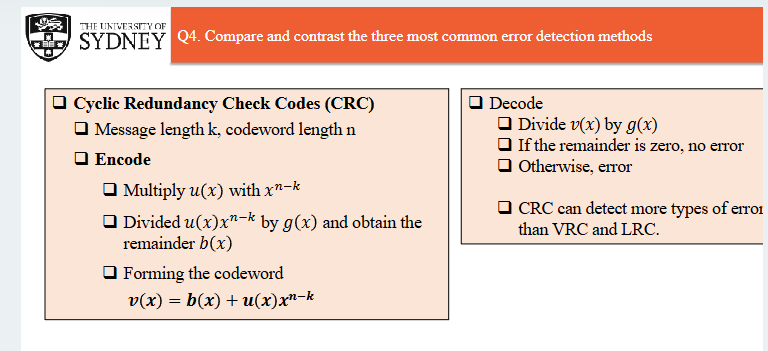 THE UNIVERSITY OF
SYDNEY
Q4. Compare and contrast the three most common error detection methods
❑ Cyclic Redundancy Check Codes (CRC)
❑ Message length k, codeword length n
❑ Encode
❑ Multiply u(x) with xⁿ⁻ᵏ
❑ Divided u(x)xⁿ⁻ᵏ by g(x) and obtain the
remainder b(x)
❑ Forming the codeword
v(x) = b(x) + u(x)xⁿ⁻ᵏ
❑ Decode
❑ Divide v(x) by g(x)
❑ If the remainder is zero, no error
❑ Otherwise, error
❑ CRC can detect more types of error
than VRC and LRC.